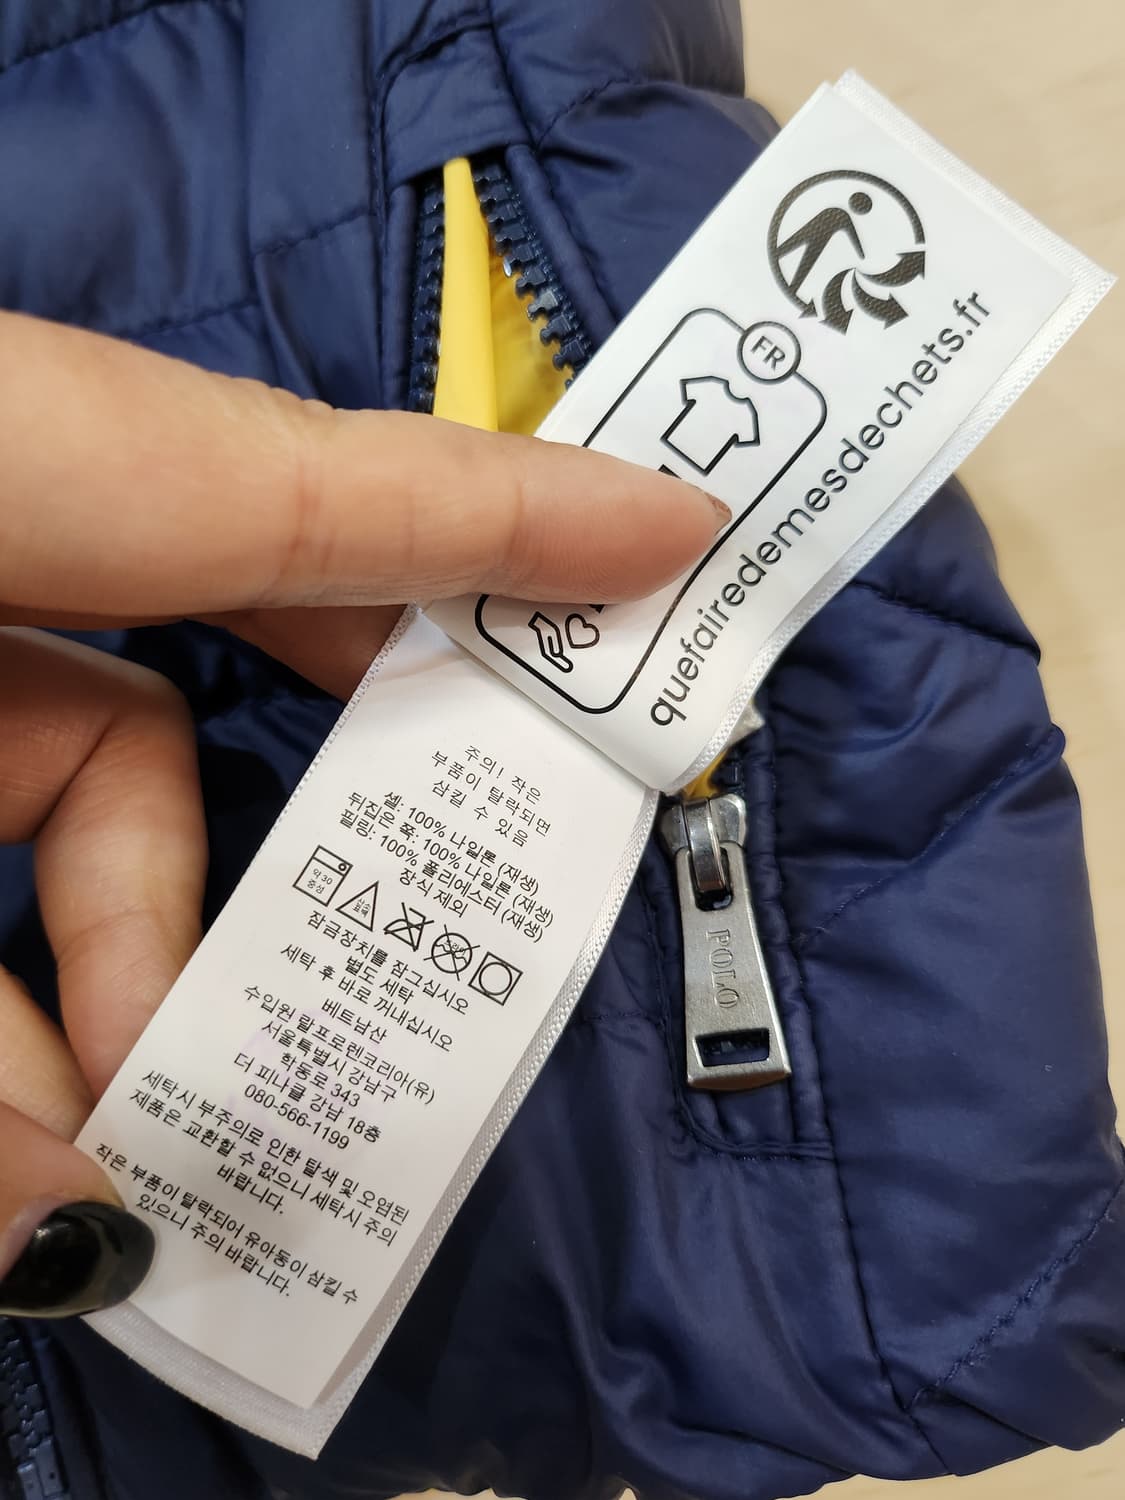 FR
quefairedemesdechets.fr
주의! 작은
부품이 탈락되면
삼킬 수 있음
셸: 100% 나일론 (재생)
뒤집은 쪽: 100% 나일론 (재생)
필링: 100% 폴리에스터 (재생)
장식 제외
약 30
중성
산소
표백
드라이
잠금장치를 잠그십시오
별도 세탁
세탁 후 바로 꺼내십시오
베트남산
수입원 랄프로렌코리아(유)
서울특별시 강남구
학동로 343
더 피나클 강남 18층
080-566-1199
세탁시 부주의로 인한 탈색 및 오염된
제품은 교환할 수 없으니 세탁시 주의
바랍니다.
작은 부품이 탈락되어 유아동이 삼킬 수
있으니 주의 바랍니다.
POLO